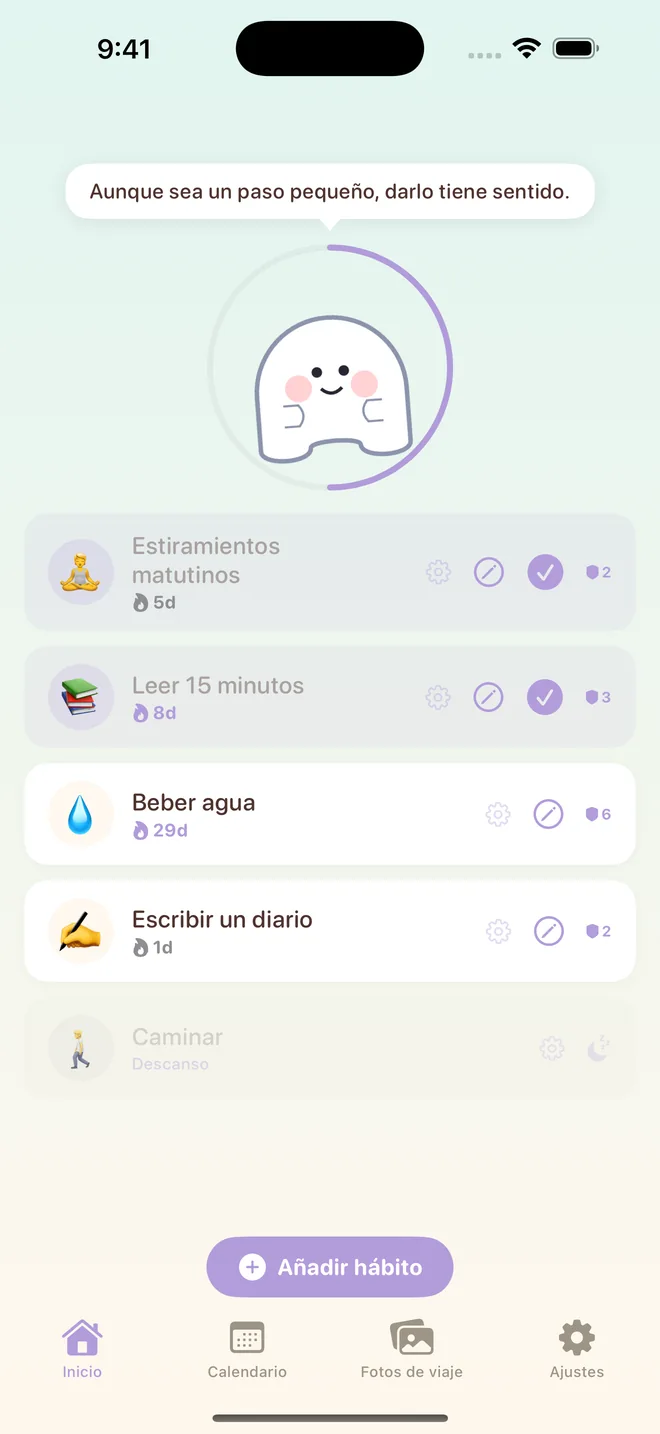 9:41
Aunque sea un paso pequeño, darlo tiene sentido.
Estiramientos
matutinos
5d
2
Leer 15 minutos
8d
3
Beber agua
29d
6
Escribir un diario
1d
2
Caminar
Descanso
Añadir hábito
Inicio
Calendario
Fotos de viaje
Ajustes